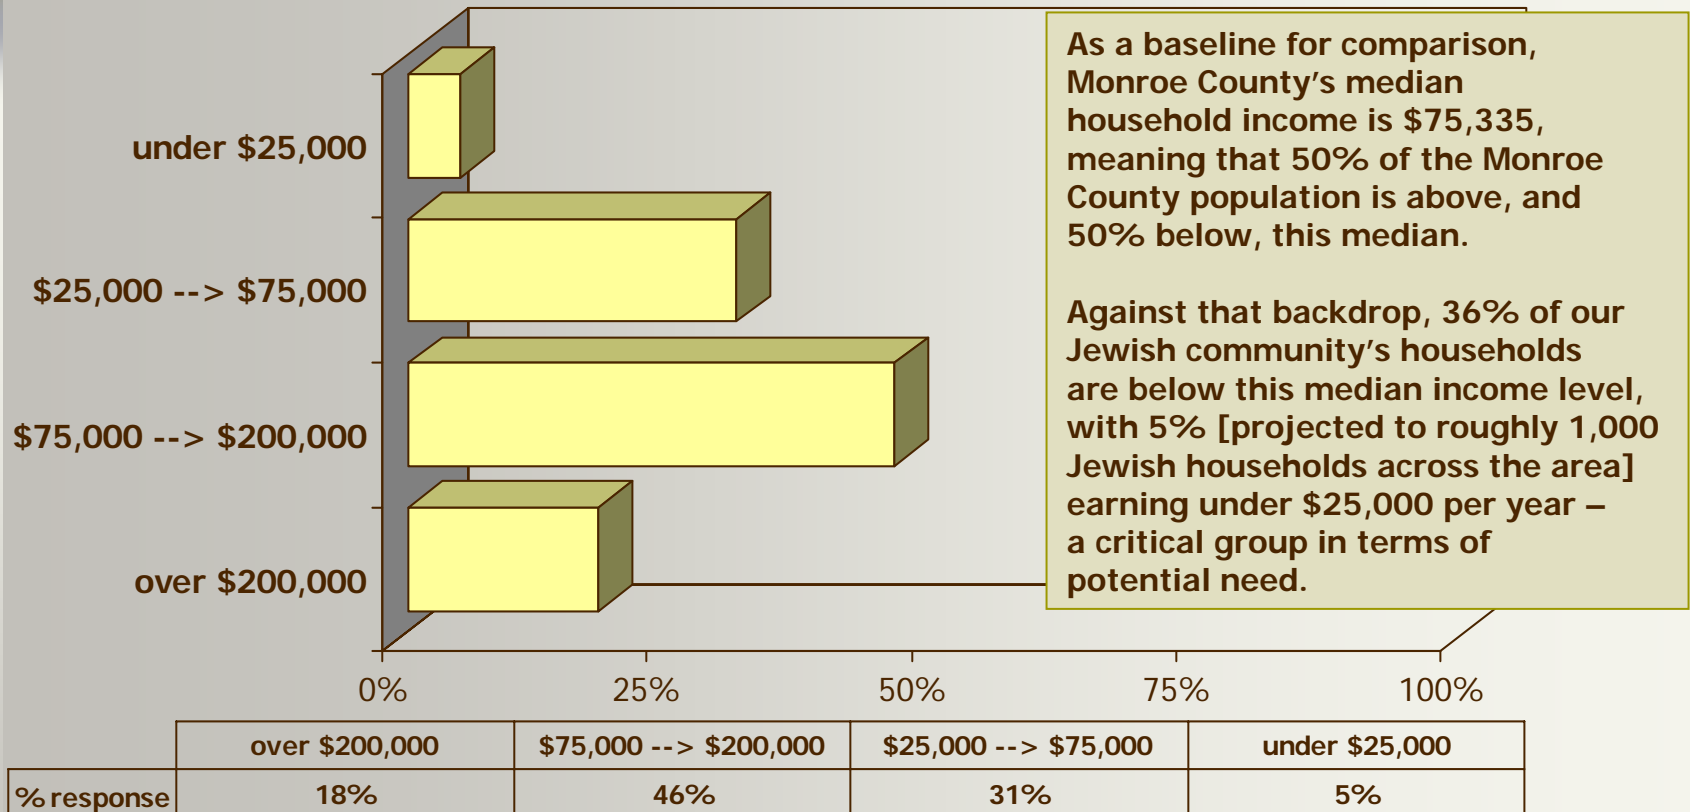 under $25,000
$25,000 --> $75,000
$75,000 --> $200,000
over $200,000
0% 25% 50% 75% 100%
As a baseline for comparison,
Monroe County’s median
household income is $75,335,
meaning that 50% of the Monroe
County population is above, and
50% below, this median.
Against that backdrop, 36% of our
Jewish community’s households
are below this median income level,
with 5% [projected to roughly 1,000
Jewish households across the area]
earning under $25,000 per year –
a critical group in terms of
potential need.
over $200,000 $75,000 --> $200,000 $25,000 --> $75,000 under $25,000
% response 18% 46% 31% 5%